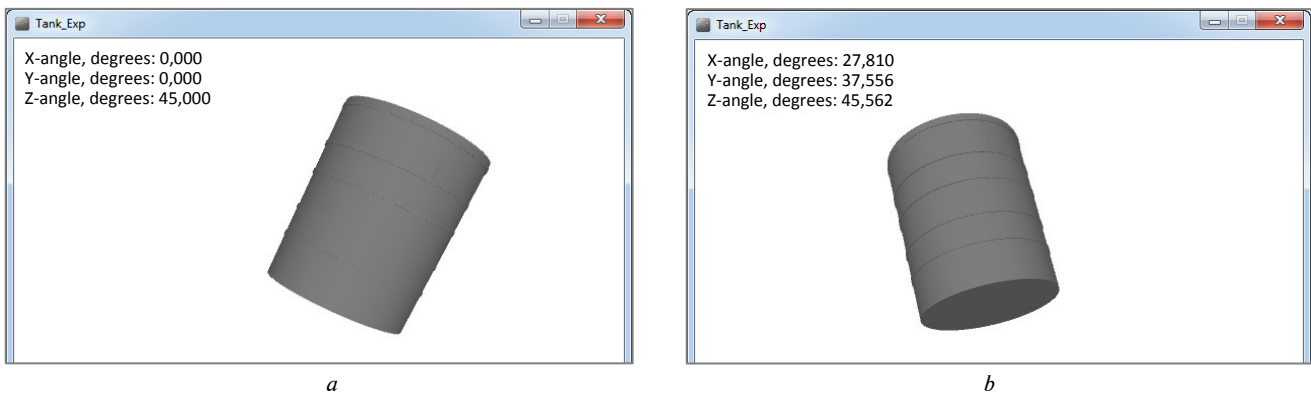 Tank_Exp
X-angle, degrees: 0,000
Y-angle, degrees: 0,000
Z-angle, degrees: 45,000
a
Tank_Exp
X-angle, degrees: 27,810
Y-angle, degrees: 37,556
Z-angle, degrees: 45,562
b